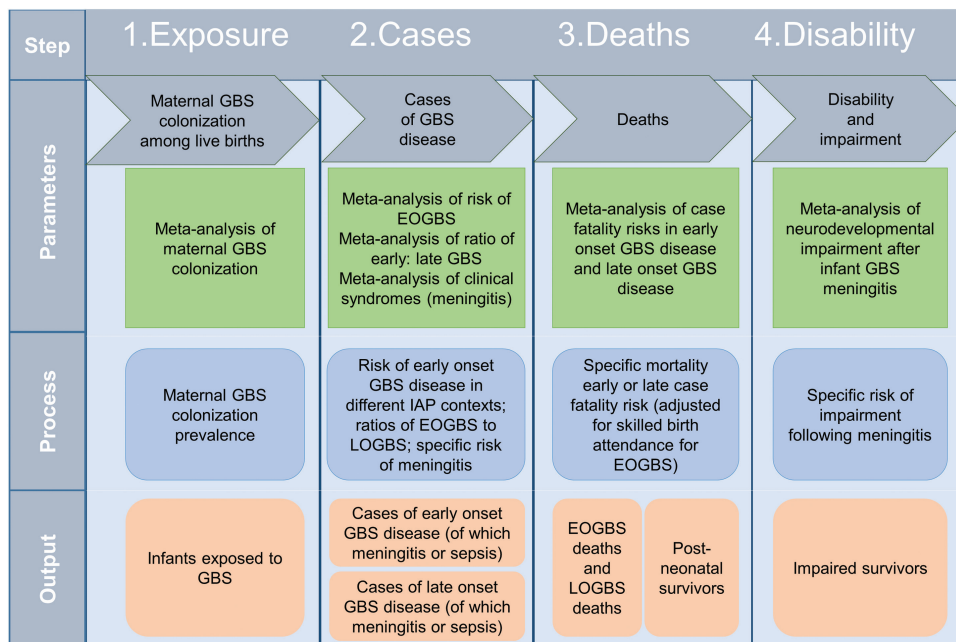 Step
1.Exposure
2.Cases
3.Deaths
4.Disability
Parameters
Maternal GBS
colonization
among live births
Cases
of GBS
disease
Deaths
Disability
and
impairment
Meta-analysis of
maternal GBS
colonization
Meta-analysis of risk of
EOGBS
Meta-analysis of ratio of
early: late GBS
Meta-analysis of clinical
syndromes (meningitis)
Meta-analysis of case
fatality risks in early
onset GBS disease
and late onset GBS
disease
Meta-analysis of
neurodevelopmental
impairment after
infant GBS
meningitis
Process
Maternal GBS
colonization
prevalence
Risk of early onset
GBS disease in
different IAP contexts;
ratios of EOGBS to
LOGBS; specific risk
of meningitis
Specific mortality
early or late case
fatality risk (adjusted
for skilled birth
attendance for
EOGBS)
Specific risk of
impairment
following meningitis
Output
Infants exposed to
GBS
Cases of early onset
GBS disease (of which
meningitis or sepsis)
Cases of late onset
GBS disease (of which
meningitis or sepsis)
EOGBS
deaths
and
LOGBS
deaths
Post-
neonatal
survivors
Impaired survivors